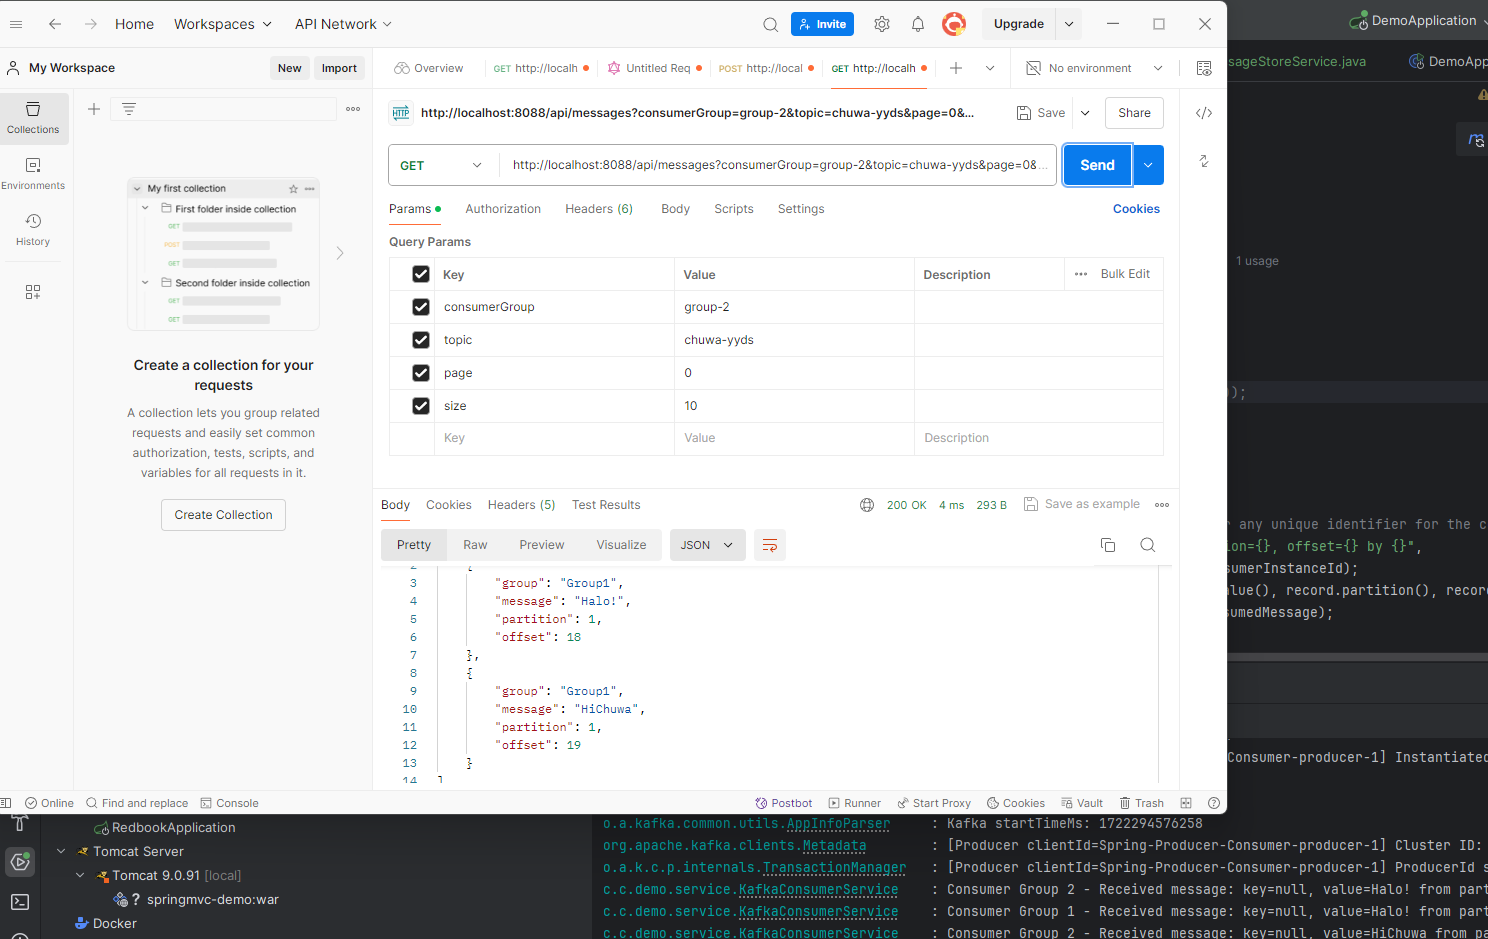 Home
Workspaces
API Network
Invite
Upgrade
DemoApplication
My Workspace
New
Import
Overview
GET http://localh
Untitled Req
POST http://local
GET http://localh
No environment
sageStoreService.java
DemoApp
Collections
Environments
History
HTTP
http://localhost:8088/api/messages?consumerGroup=group-2&topic=chuwa-yyds&page=0&...
Save
Share
GET
http://localhost:8088/api/messages?consumerGroup=group-2&topic=chuwa-yyds&page=0&...
Send
Params
Authorization
Headers (6)
Body
Scripts
Settings
Cookies
Query Params
Key
Value
Description
Bulk Edit
consumerGroup
group-2
topic
chuwa-yyds
page
0
size
10
Key
Value
Description
My first collection
First folder inside collection
GET
POST
GET
Second folder inside collection
GET
GET
Create a collection for your
requests
A collection lets you group related
requests and easily set common
authorization, tests, scripts, and
variables for all requests in it.
Create Collection
Body
Cookies
Headers (5)
Test Results
200 OK
4 ms
293 B
Save as example
Pretty
Raw
Preview
Visualize
JSON
2 {
3 "group": "Group1",
4 "message": "Halo!",
5 "partition": 1,
6 "offset": 18
7 },
8 {
9 "group": "Group1",
10 "message": "HiChuwa",
11 "partition": 1,
12 "offset": 19
13 }
14 ]
1 usage
);
any unique identifier for the c
ion={}, offset={} by {}",
sumerInstanceId);
lue(), record.partition(), recor
sumedMessage);
Online
Find and replace
Console
Postbot
Runner
Start Proxy
Cookies
Vault
Trash
Consumer-producer-1] Instantiated
RedbookApplication
Tomcat Server
Tomcat 9.0.91 [local]
springmvc-demo:war
Docker
o.a.kafka.common.utils.AppInfoParser : Kafka startTimeMs: 1722294576258
org.apache.kafka.clients.Metadata : [Producer clientId=Spring-Producer-Consumer-producer-1] Cluster ID:
o.a.k.c.p.internals.TransactionManager : [Producer clientId=Spring-Producer-Consumer-producer-1] ProducerId s
c.c.demo.service.KafkaConsumerService : Consumer Group 2 - Received message: key=null, value=Halo! from part
c.c.demo.service.KafkaConsumerService : Consumer Group 1 - Received message: key=null, value=Halo! from part
c.c.demo.service.KafkaConsumerService : Consumer Group 2 - Received message: key=null, value=HiChuwa from pa